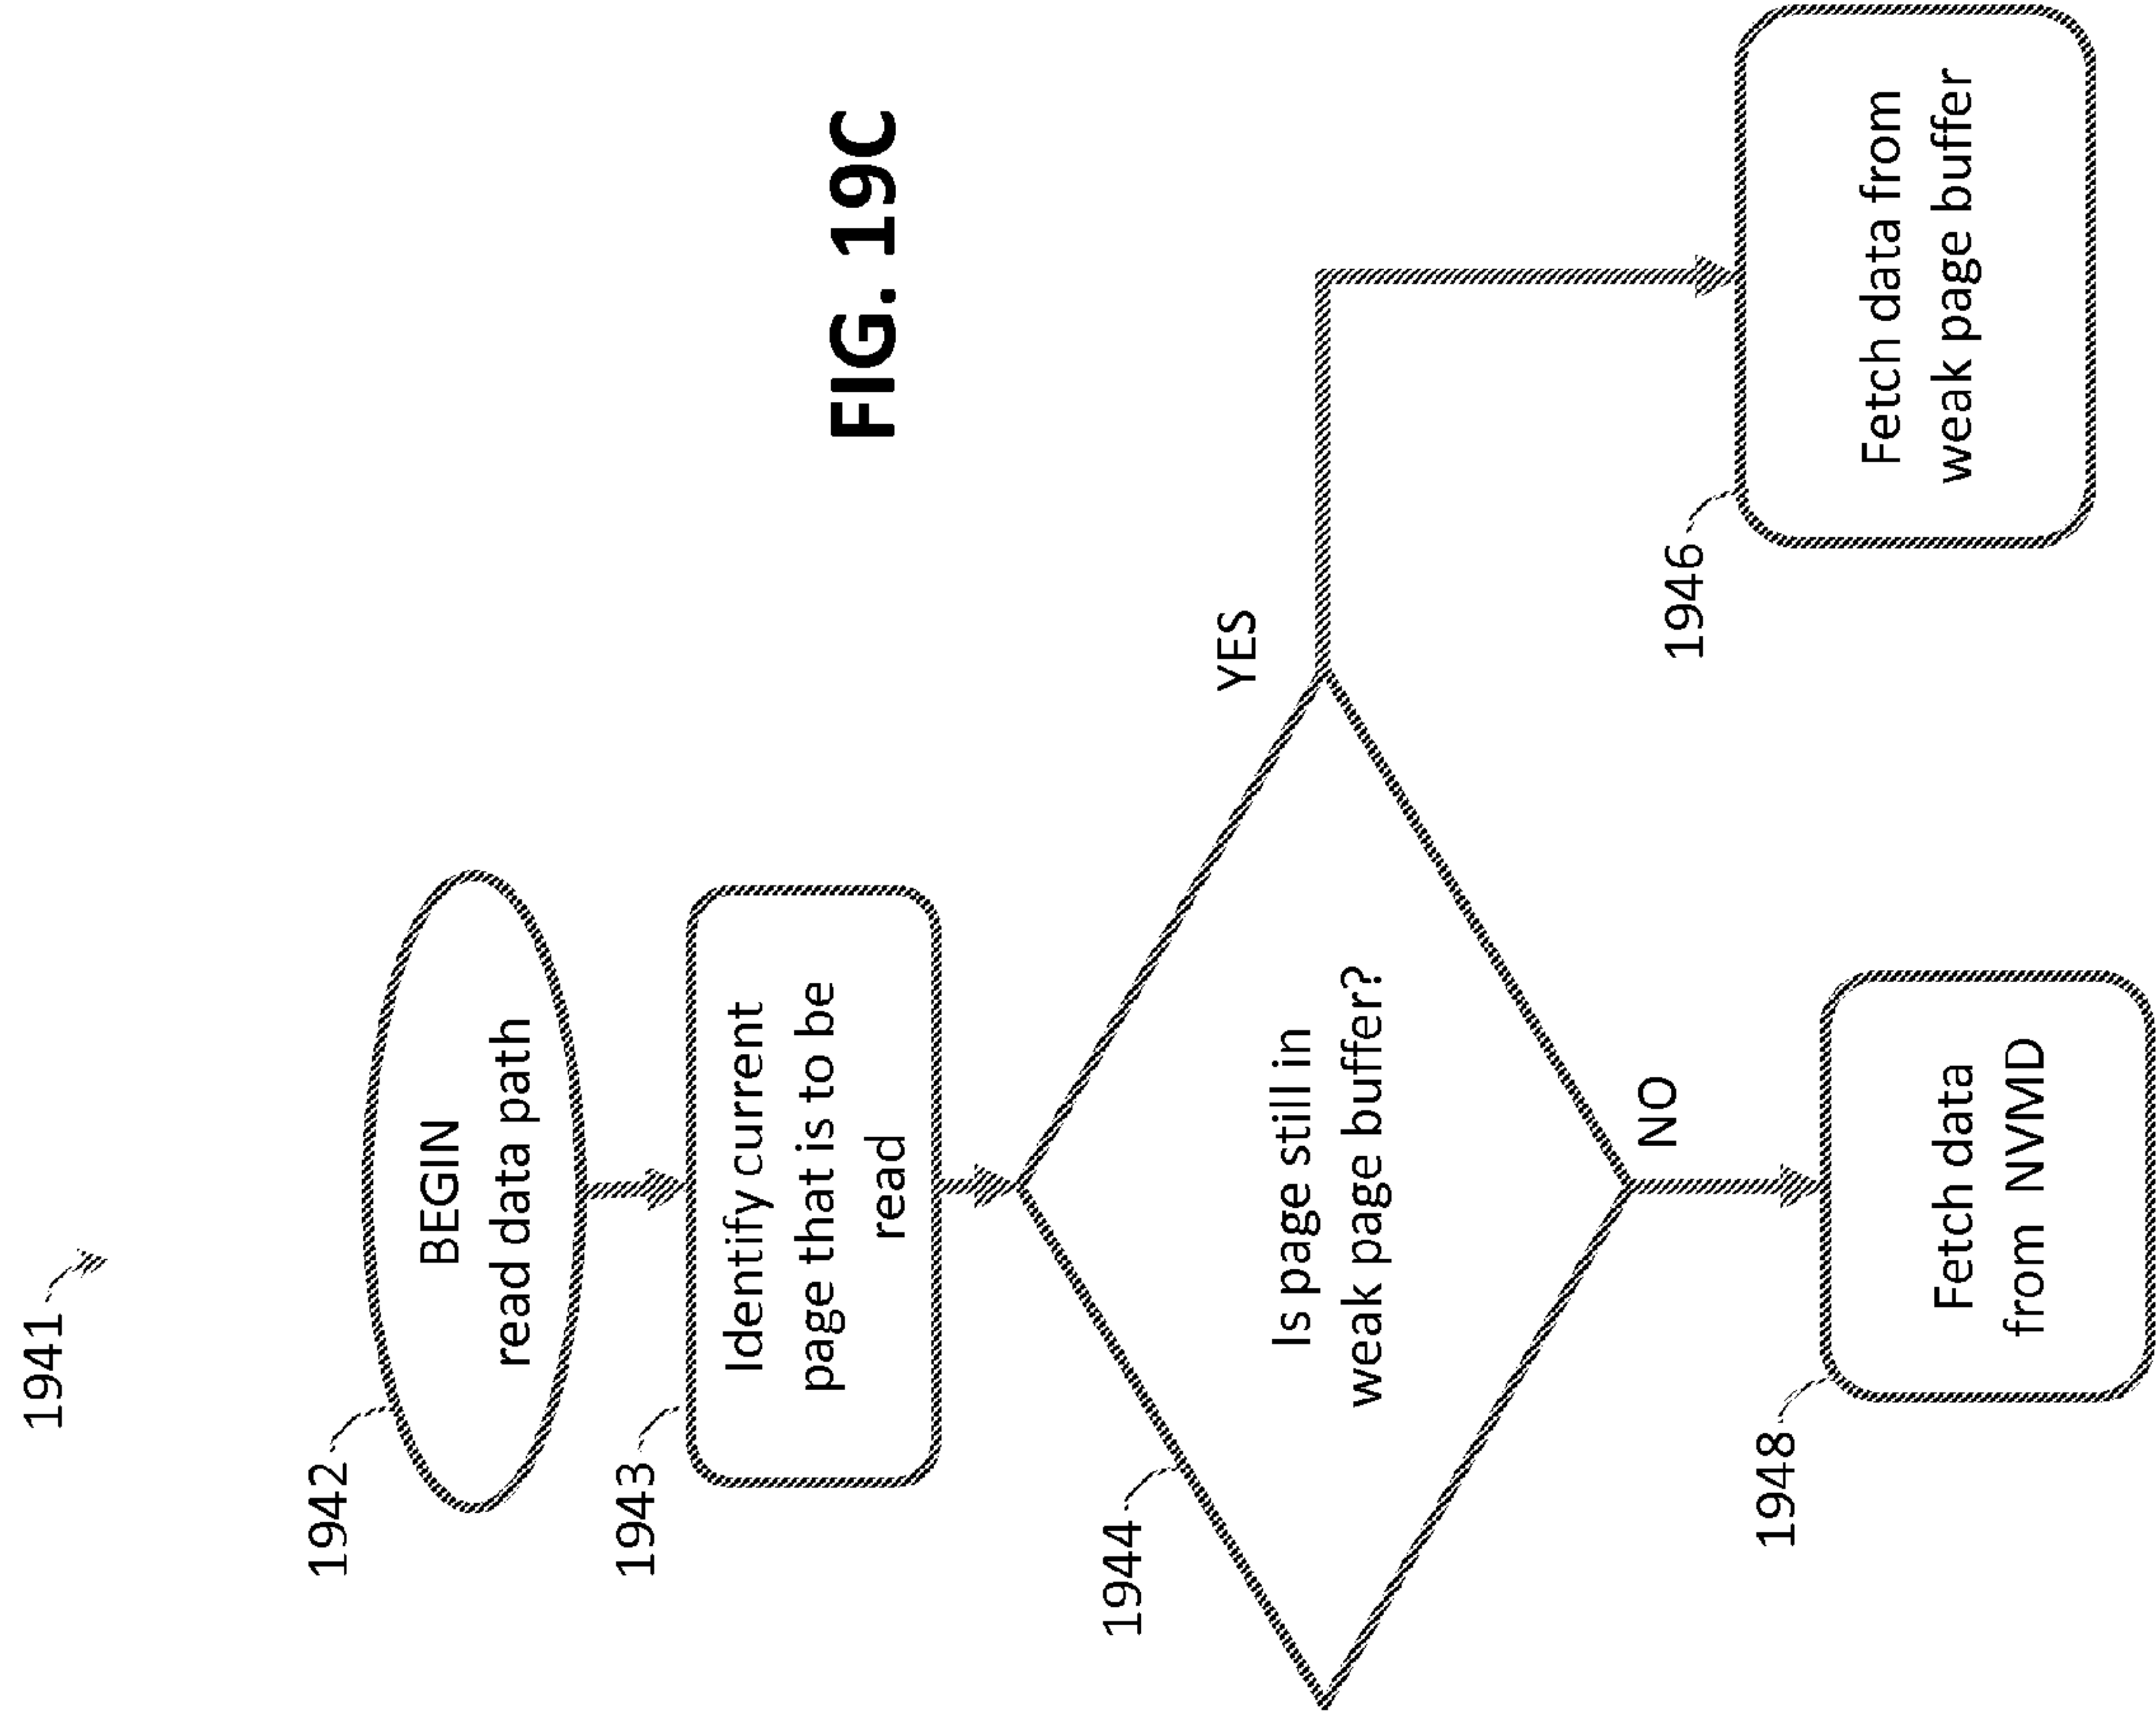 1941
1942
BEGIN
read data path
1943
Identify current
page that is to be
read
1944
Is page still in
weak page buffer?
YES
NO
1946
Fetch data from
weak page buffer
1948
Fetch data
from NVMD
FIG. 19C